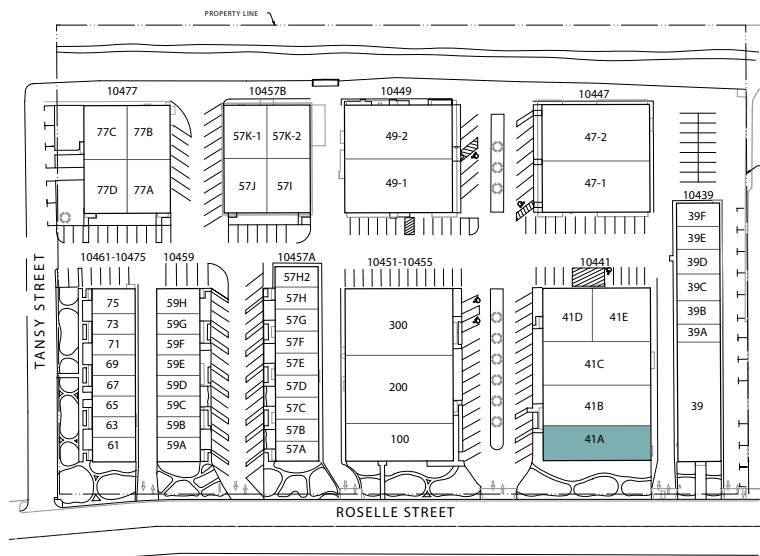 PROPERTY LINE
10477
10457B
10449
10447
77C
77B
77D
77A
57K-1
57K-2
57J
57I
49-2
49-1
47-2
47-1
10439
39F
39E
39D
39C
39B
39A
39
TANSY STREET
10461-10475
75
73
71
69
67
65
63
61
10459
59H
59G
59F
59E
59D
59C
59B
59A
10457A
57H2
57H
57G
57F
57E
57D
57C
57B
57A
10451-10455
300
200
100
10441
41D
41E
41C
41B
41A
ROSELLE STREET